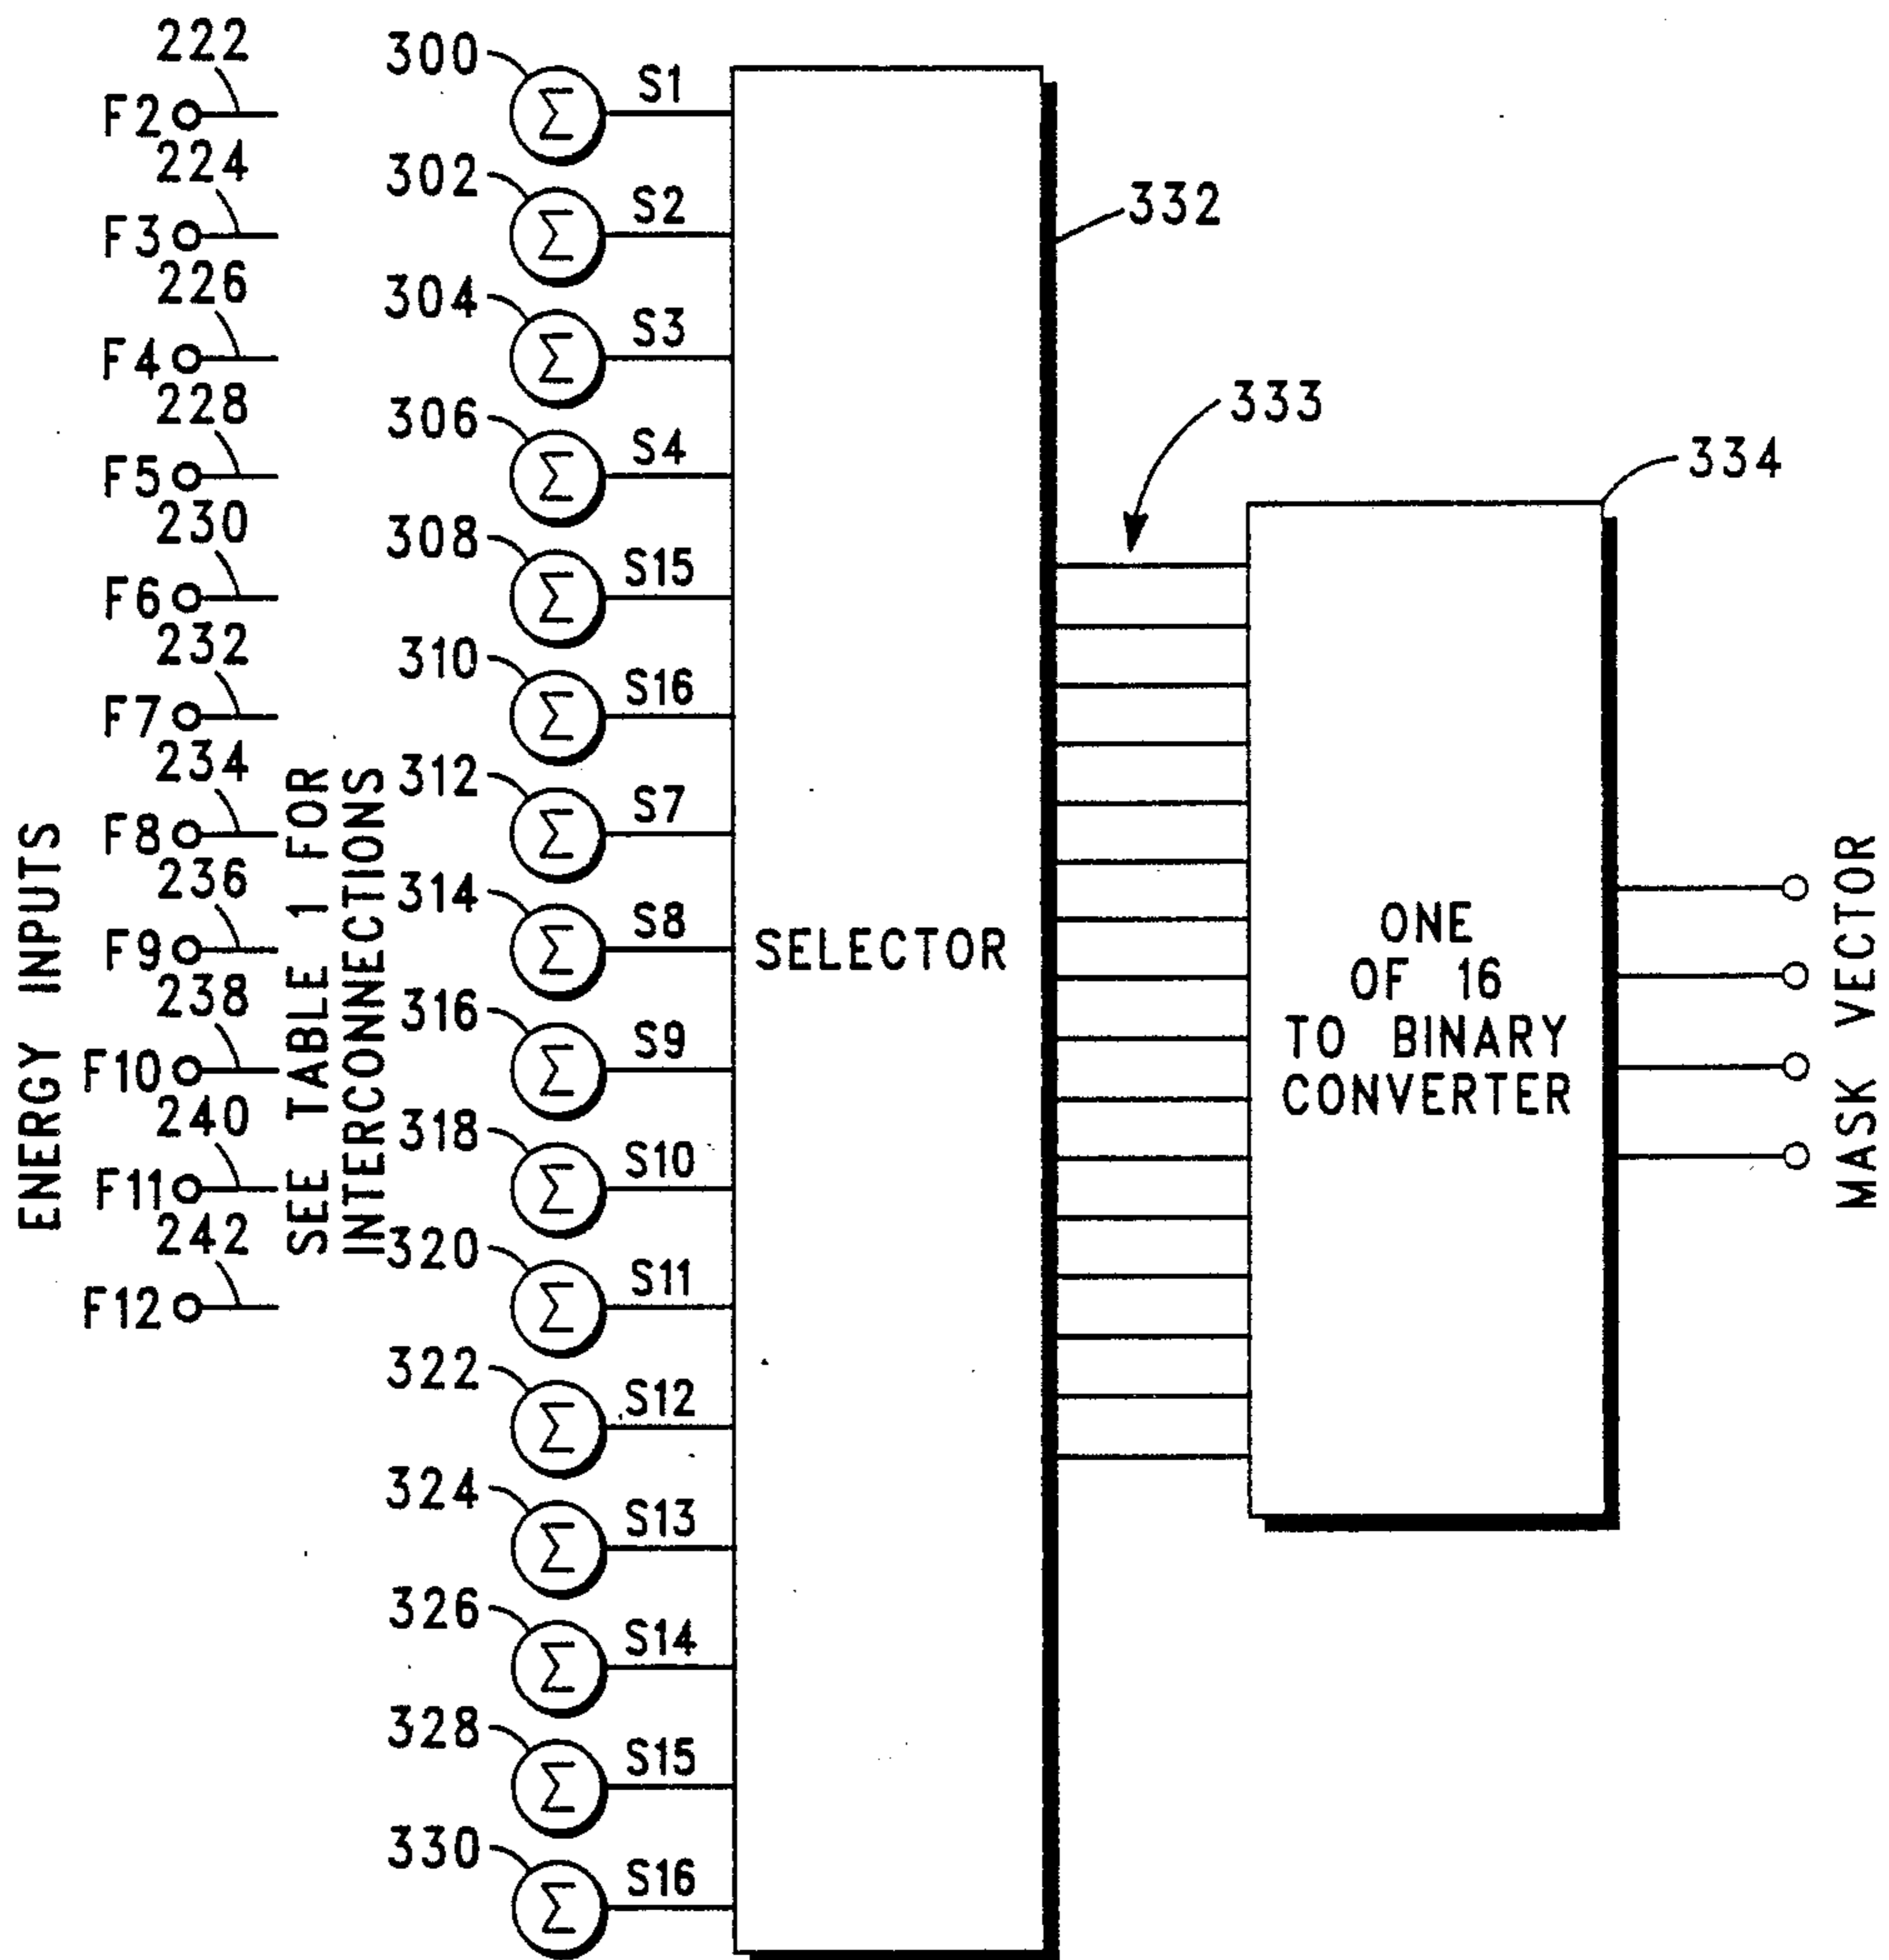 ENERGY INPUTS
222
F2
224
F3
226
F4
228
F5
230
F6
232
F7
234
F8
236
F9
238
F10
240
F11
242
F12
SEE TABLE 1 FOR
INTERCONNECTIONS
300
Σ
S1
302
Σ
S2
304
Σ
S3
306
Σ
S4
308
Σ
S15
310
Σ
S16
312
Σ
S7
314
Σ
S8
316
Σ
S9
318
Σ
S10
320
Σ
S11
322
Σ
S12
324
Σ
S13
326
Σ
S14
328
Σ
S15
330
Σ
S16
SELECTOR
332
333
334
ONE
OF 16
TO BINARY
CONVERTER
MASK VECTOR